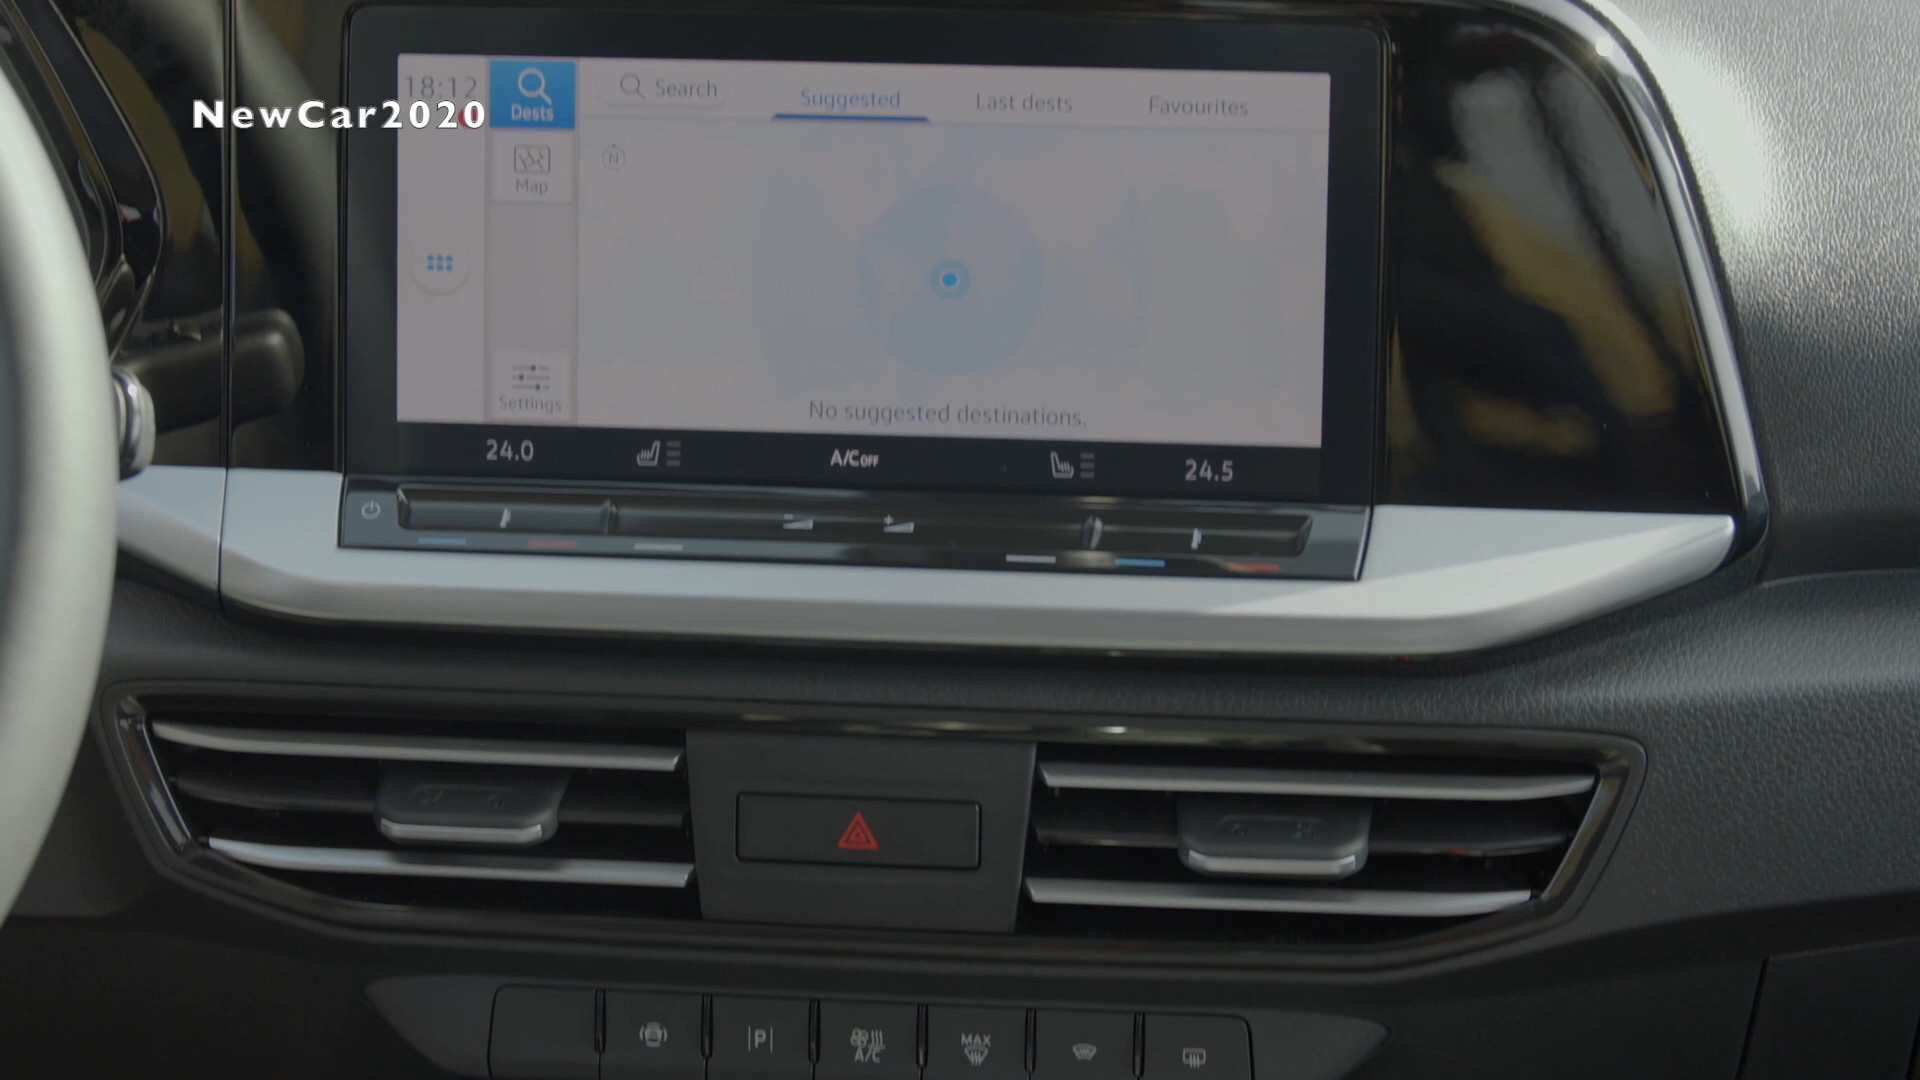 18:12
NewCar2020
Dests
Search
Suggested
Last dests
Favourites
N
Map
Settings
No suggested destinations.
24.0
A/C OFF
24.5
P
A/C
MAX